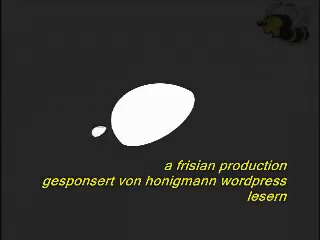 a frisian production
gesponsert von honigmann wordpress
lesern